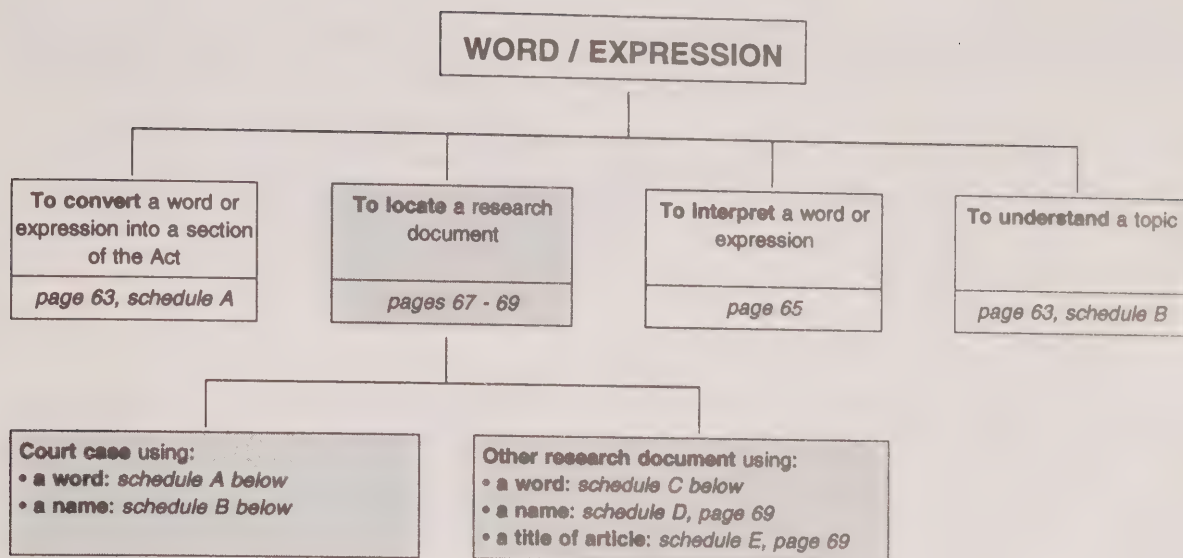 WORD / EXPRESSION
To convert a word or
expression into a section
of the Act
page 63, schedule A
To locate a research
document
pages 67 - 69
To interpret a word or
expression
page 65
To understand a topic
page 63, schedule B
Court case using:
• a word: schedule A below
• a name: schedule B below
Other research document using:
• a word: schedule C below
• a name: schedule D, page 69
• a title of article: schedule E, page 69